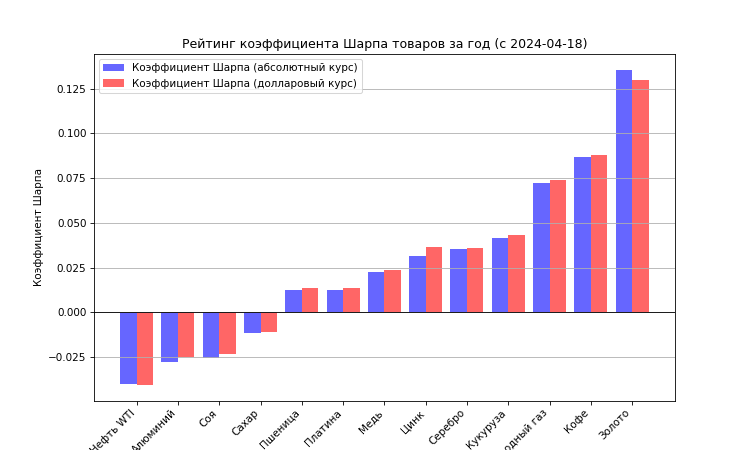 Рейтинг коэффициента Шарпа товаров за год (с 2024-04-18)
Коэффициент Шарпа (абсолютный курс)
Коэффициент Шарпа (долларовый курс)
Коэффициент Шарпа
0.125
0.100
0.075
0.050
0.025
0.000
−0.025
Нефть WTI
Алюминий
Соя
Сахар
Пшеница
Платина
Медь
Цинк
Серебро
Кукуруза
газ
Кофе
Золото